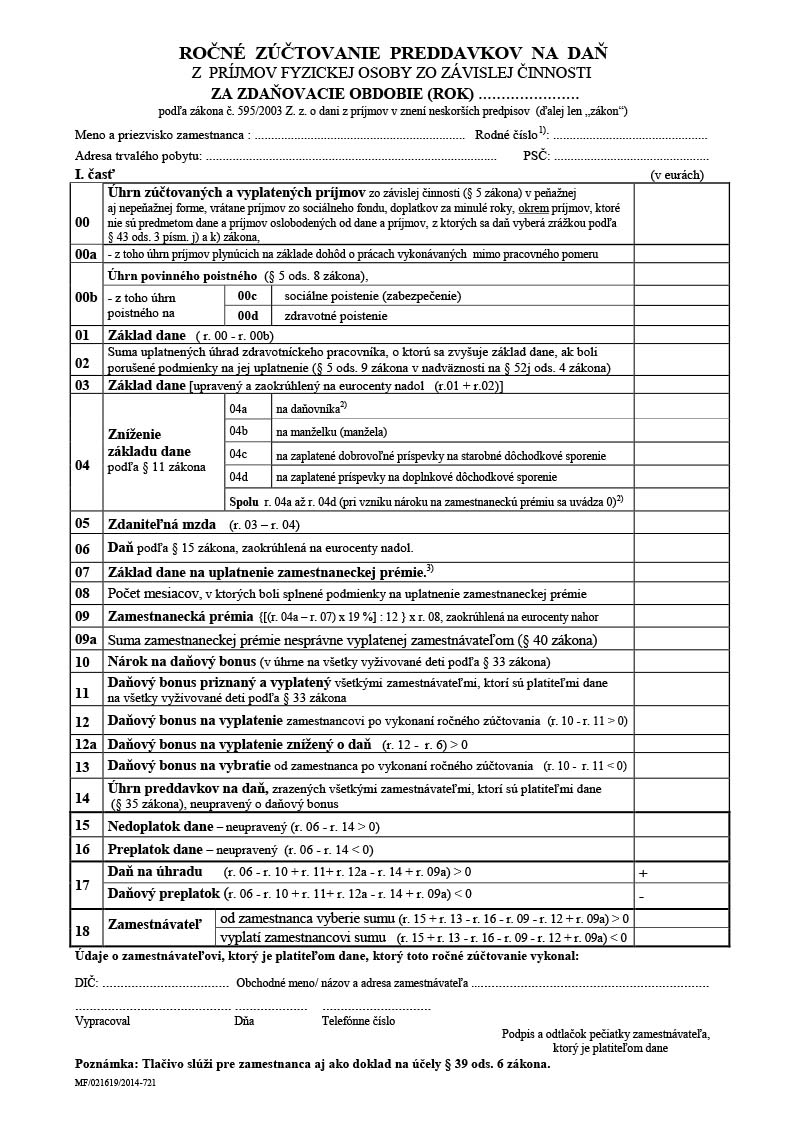 ROČNÉ ZÚČTOVANIE PREDDAVKOV NA DAŇ
Z PRÍJMOV FYZICKEJ OSOBY ZO ZÁVISLEJ ČINNOSTI
ZA ZDAŇOVACIE OBDOBIE (ROK) …………………
podľa zákona č. 595/2003 Z. z. o dani z príjmov v znení neskorších predpisov (ďalej len „zákon“)
Meno a priezvisko zamestnanca : ................................................................ Rodné číslo1): ...............................................
Adresa trvalého pobytu: ......................................................................................... PSČ: ...............................................
I. časť (v eurách)
00 Úhrn zúčtovaných a vyplatených príjmov zo závislej činnosti (§ 5 zákona) v peňažnej
aj nepeňažnej forme, vrátane príjmov zo sociálneho fondu, doplatkov za minulé roky, okrem príjmov, ktoré
nie sú predmetom dane a príjmov oslobodených od dane a príjmov, z ktorých sa daň vyberá zrážkou podľa
§ 43 ods. 3 písm. j) a k) zákona,
00a - z toho úhrn príjmov plynúcich na základe dohôd o prácach vykonávaných mimo pracovného pomeru
00b Úhrn povinného poistného (§ 5 ods. 8 zákona),
- z toho úhrn poistného na
00c sociálne poistenie (zabezpečenie)
00d zdravotné poistenie
01 Základ dane ( r. 00 - r. 00b)
02 Suma uplatnených úhrad zdravotníckeho pracovníka, o ktorú sa zvyšuje základ dane, ak boli
porušené podmienky na jej uplatnenie (§ 5 ods. 9 zákona v nadväznosti na § 52j ods. 4 zákona)
03 Základ dane [upravený a zaokrúhlený na eurocenty nadol (r.01 + r.02)]
04 Zníženie
základu dane
podľa § 11 zákona
04a na daňovníka2)
04b na manželku (manžela)
04c na zaplatené dobrovoľné príspevky na starobné dôchodkové sporenie
04d na zaplatené príspevky na doplnkové dôchodkové sporenie
Spolu r. 04a až r. 04d (pri vzniku nároku na zamestnaneckú prémiu sa uvádza 0)2)
05 Zdaniteľná mzda (r. 03 – r. 04)
06 Daň podľa § 15 zákona, zaokrúhlená na eurocenty nadol.
07 Základ dane na uplatnenie zamestnaneckej prémie.3)
08 Počet mesiacov, v ktorých boli splnené podmienky na uplatnenie zamestnaneckej prémie
09 Zamestnanecká prémia {[(r. 04a – r. 07) x 19 %] : 12 } x r. 08, zaokrúhlená na eurocenty nahor
09a Suma zamestnaneckej prémie nesprávne vyplatenej zamestnávateľom (§ 40 zákona)
10 Nárok na daňový bonus (v úhrne na všetky vyživované deti podľa § 33 zákona)
11 Daňový bonus priznaný a vyplatený všetkými zamestnávateľmi, ktorí sú platiteľmi dane
na všetky vyživované deti podľa § 33 zákona
12 Daňový bonus na vyplatenie zamestnancovi po vykonaní ročného zúčtovania (r. 10 - r. 11 > 0)
12a Daňový bonus na vyplatenie znížený o daň (r. 12 - r. 6) > 0
13 Daňový bonus na vybratie od zamestnanca po vykonaní ročného zúčtovania (r. 10 - r. 11 < 0)
14 Úhrn preddavkov na daň, zrazených všetkými zamestnávateľmi, ktorí sú platiteľmi dane
(§ 35 zákona), neupravený o daňový bonus
15 Nedoplatok dane – neupravený (r. 06 - r. 14 > 0)
16 Preplatok dane – neupravený (r. 06 - r. 14 < 0)
17 Daň na úhradu (r. 06 - r. 10 + r. 11+ r. 12a - r. 14 + r. 09a) > 0 +
Daňový preplatok (r. 06 - r. 10 + r. 11+ r. 12a - r. 14 + r. 09a) < 0 -
18 Zamestnávateľ od zamestnanca vyberie sumu (r. 15 + r. 13 - r. 16 - r. 09 - r. 12 + r. 09a) > 0
vyplatí zamestnancovi sumu (r. 15 + r. 13 - r. 16 - r. 09 - r. 12 + r. 09a) < 0
Údaje o zamestnávateľovi, ktorý je platiteľom dane, ktorý toto ročné zúčtovanie vykonal:
DIČ: ....................................... Obchodné meno/ názov a adresa zamestnávateľa .........................................................................
................................................ ...................... .................................
Vypracoval Dňa Telefónne číslo
Podpis a odtlačok pečiatky zamestnávateľa,
ktorý je platiteľom dane
Poznámka: Tlačivo slúži pre zamestnanca aj ako doklad na účely § 39 ods. 6 zákona.
MF/021619/2014-721